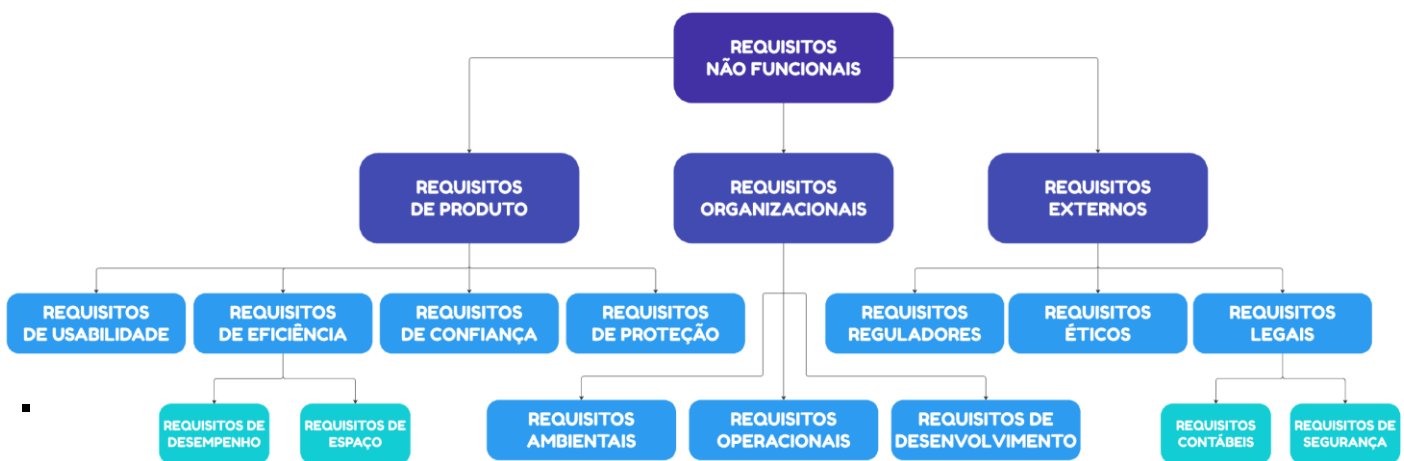 REQUISITOS
NÃO FUNCIONAIS
REQUISITOS
DE PRODUTO
REQUISITOS
ORGANIZACIONAIS
REQUISITOS
EXTERNOS
REQUISITOS
DE USABILIDADE
REQUISITOS
DE EFICIÊNCIA
REQUISITOS
DE CONFIANÇA
REQUISITOS
DE PROTEÇÃO
REQUISITOS
REGULADORES
REQUISITOS
ÉTICOS
REQUISITOS
LEGAIS
REQUISITOS DE
DESEMPENHO
REQUISITOS DE
ESPAÇO
REQUISITOS
AMBIENTAIS
REQUISITOS
OPERACIONAIS
REQUISITOS DE
DESENVOLVIMENTO
REQUISITOS
CONTÁBEIS
REQUISITOS DE
SEGURANÇA